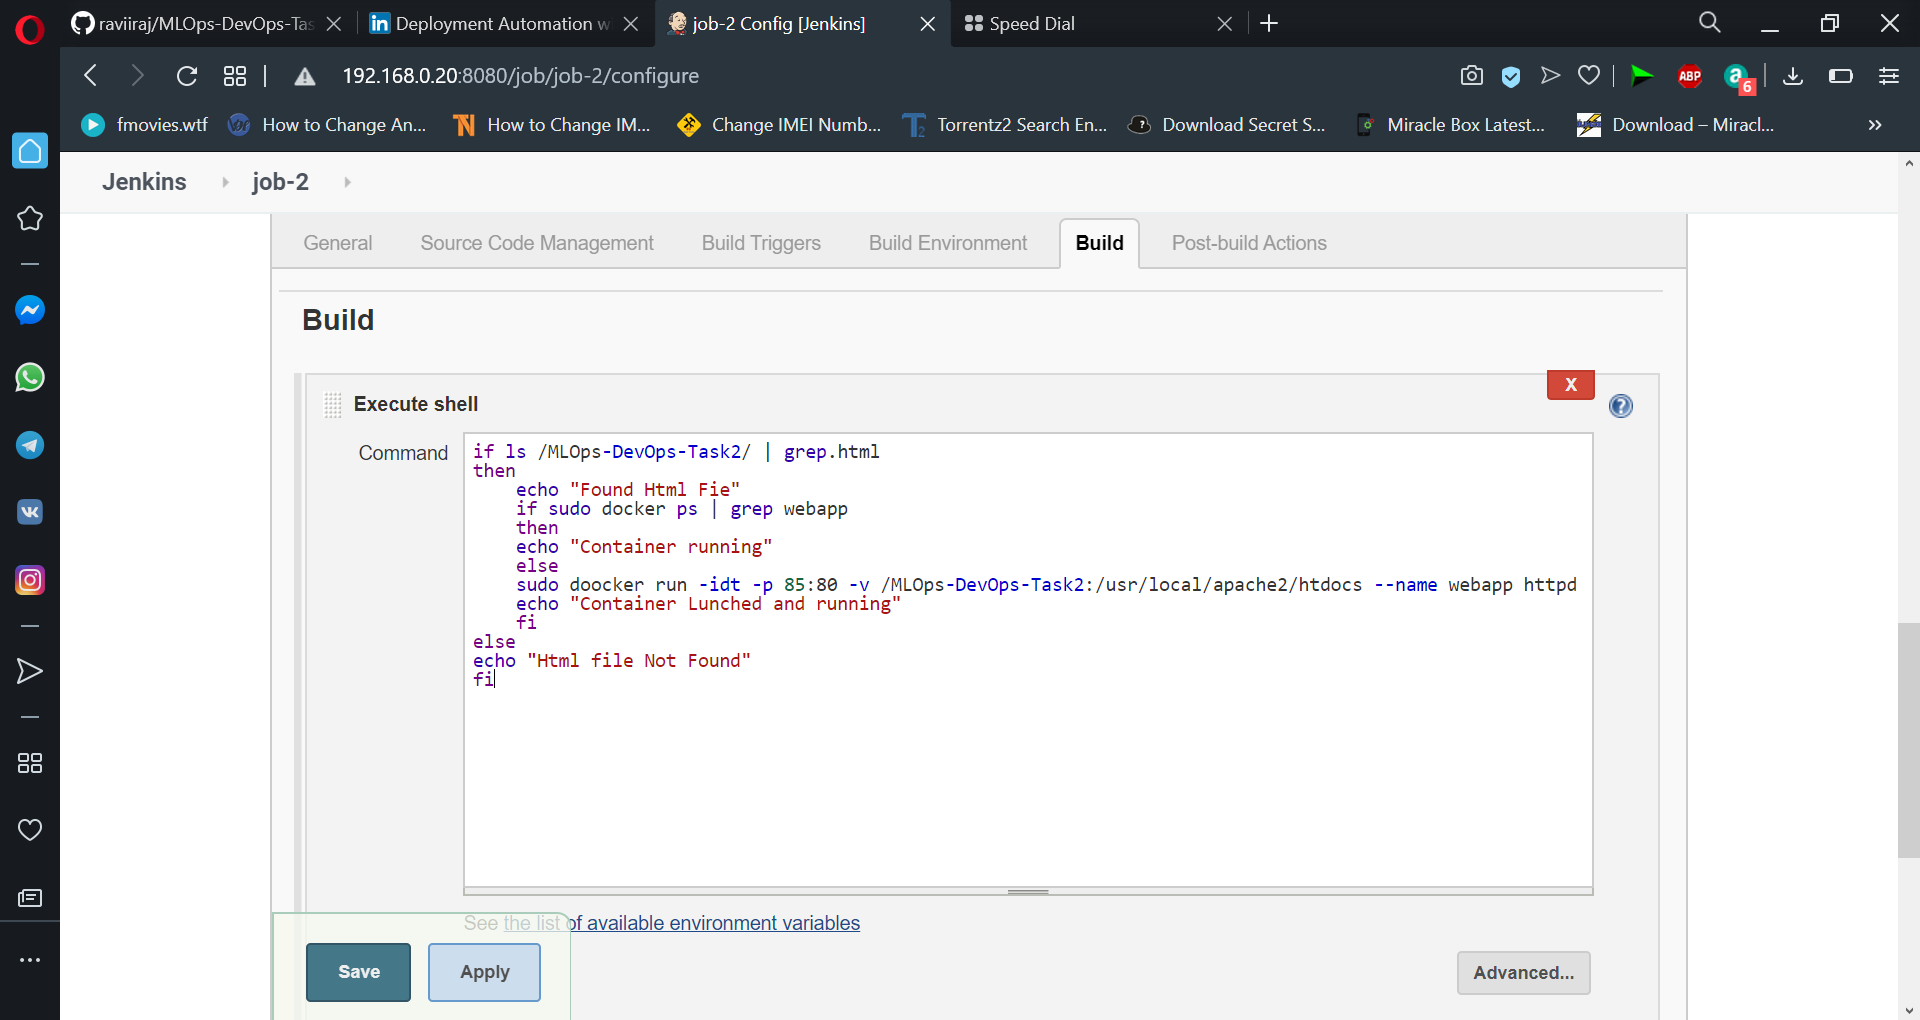 raviiraj/MLOps-DevOps-Tas
Deployment Automation w
job-2 Config [Jenkins]
Speed Dial
192.168.0.20:8080/job/job-2/configure
ABP
a
6
fmovies.wtf
How to Change An...
How to Change IM...
Change IMEI Numb...
Torrentz2 Search En...
Download Secret S...
Miracle Box Latest...
Download – Miracl...
Jenkins
job-2
General
Source Code Management
Build Triggers
Build Environment
Build
Post-build Actions
Build
X
Execute shell
Command
if ls /MLOps-DevOps-Task2/ | grep.html
then
echo "Found Html Fie"
if sudo docker ps | grep webapp
then
echo "Container running"
else
sudo doocker run -idt -p 85:80 -v /MLOps-DevOps-Task2:/usr/local/apache2/htdocs --name webapp httpd
echo "Container Lunched and running"
fi
else
echo "Html file Not Found"
fi
See the list of available environment variables
Save
Apply
Advanced...